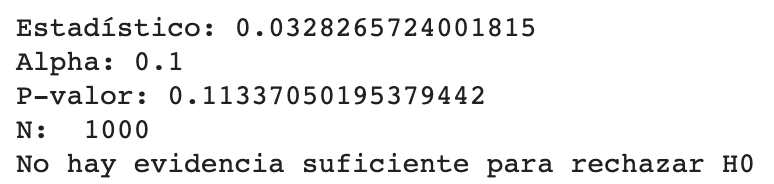 Estadístico: 0.0328265724001815
Alpha: 0.1
P-valor: 0.11337050195379442
N:  1000
No hay evidencia suficiente para rechazar H0